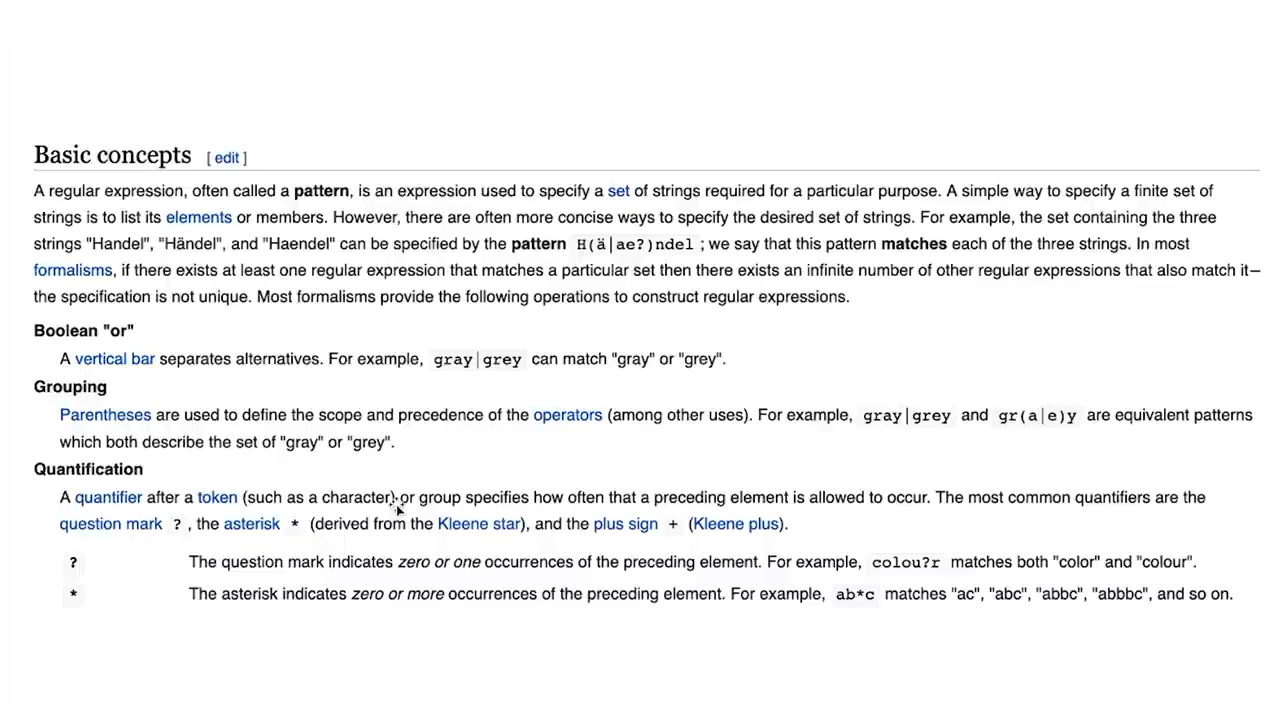 Basic concepts [ edit ]
A regular expression, often called a pattern, is an expression used to specify a set of strings required for a particular purpose. A simple way to specify a finite set of
strings is to list its elements or members. However, there are often more concise ways to specify the desired set of strings. For example, the set containing the three
strings "Handel", "Händel", and "Haendel" can be specified by the pattern H(ä|ae?)ndel ; we say that this pattern matches each of the three strings. In most
formalisms, if there exists at least one regular expression that matches a particular set then there exists an infinite number of other regular expressions that also match it—
the specification is not unique. Most formalisms provide the following operations to construct regular expressions.
Boolean "or"
A vertical bar separates alternatives. For example, gray|grey can match "gray" or "grey".
Grouping
Parentheses are used to define the scope and precedence of the operators (among other uses). For example, gray|grey and gr(a|e)y are equivalent patterns
which both describe the set of "gray" or "grey".
Quantification
A quantifier after a token (such as a character) or group specifies how often that a preceding element is allowed to occur. The most common quantifiers are the
question mark ? , the asterisk * (derived from the Kleene star), and the plus sign + (Kleene plus).
? The question mark indicates zero or one occurrences of the preceding element. For example, colou?r matches both "color" and "colour".
* The asterisk indicates zero or more occurrences of the preceding element. For example, ab*c matches "ac", "abc", "abbc", "abbbc", and so on.